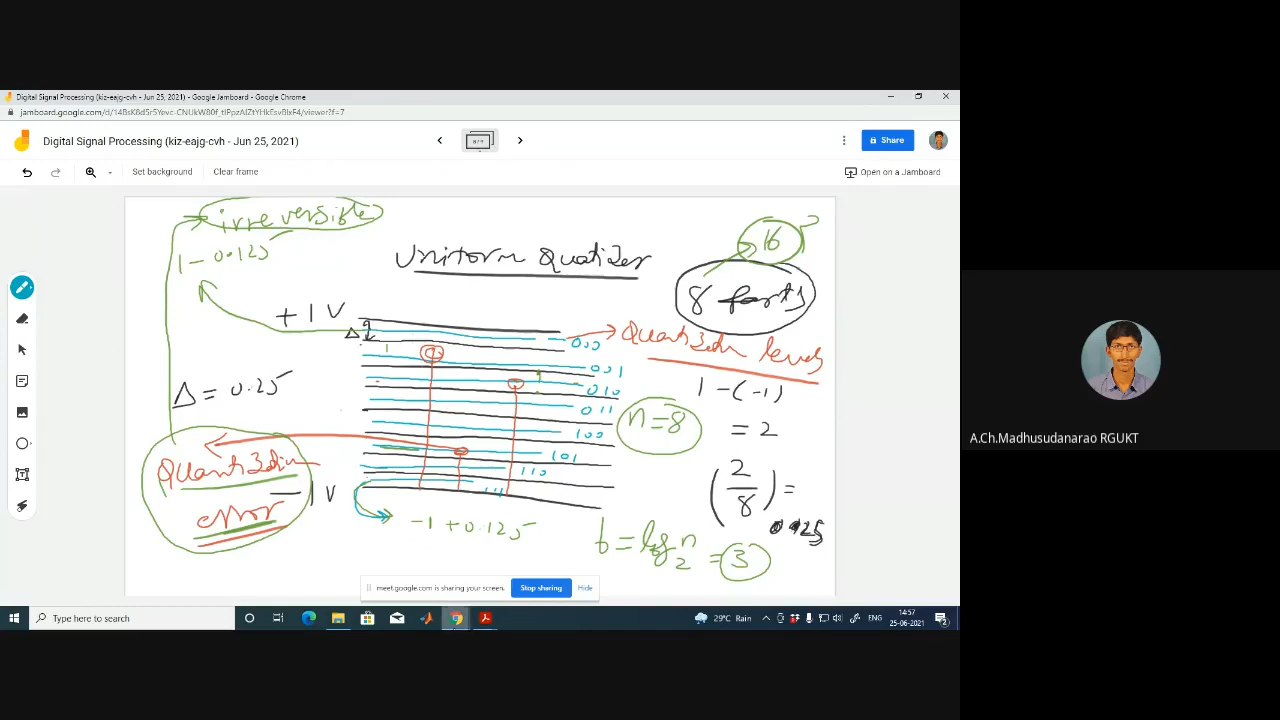 Digital Signal Processing (kiz-eajg-cvh - Jun 25, 2021) - Google Jamboard - Google Chrome
Digital Signal Processing (kiz-eajg-cvh - Jun 25, 2021)
8 / 9
Share
Set background
Clear frame
Open on a Jamboard
irreversible
1 - 0.125
Uniform Quatizer
16
8 parts
+ 1 V
Δ
000
Quantization levels
001
010
011
100
101
110
111
Δ = 0.25
n = 8
1 - (-1)
= 2
(2/8) =
Quantization
error
- 1 V
-1 + 0.125
b = log₂ n = 3
meet.google.com is sharing your screen.
Stop sharing
Hide
A.Ch.Madhusudanarao RGUKT
Type here to search
29°C Rain
ENG
14:57
25-06-2021
2